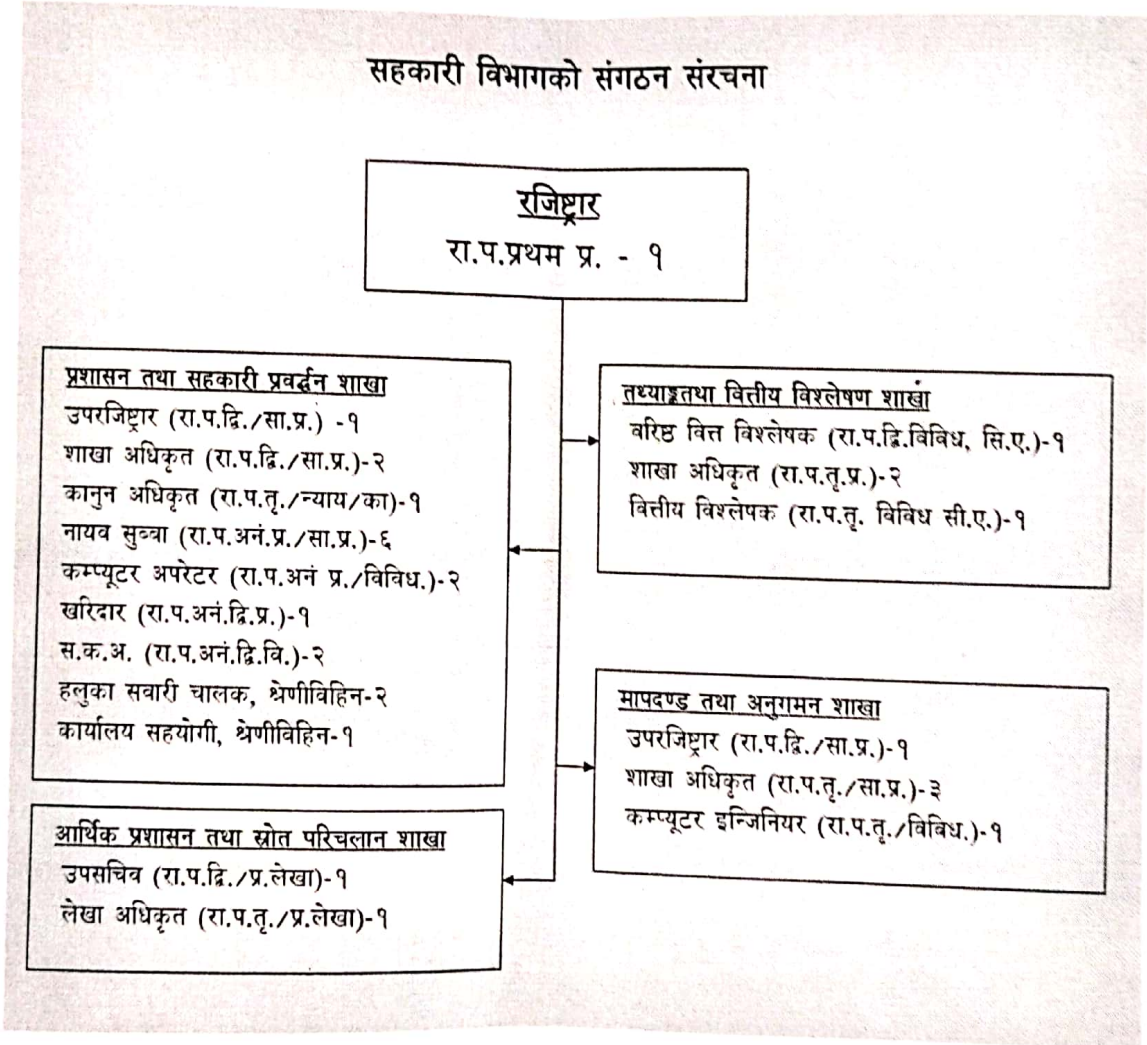 सहकारी विभागको संगठन संरचना
रजिष्ट्रार
रा.प.प्रथम प्र. - १
प्रशासन तथा सहकारी प्रवर्द्धन शाखा
उपरजिष्ट्रार (रा.प.द्वि./सा.प्र.) -१
शाखा अधिकृत (रा.प.द्वि./सा.प्र.)-२
कानुन अधिकृत (रा.प.तृ./न्याय/का)-१
नायव सुब्बा (रा.प.अनं.प्र./सा.प्र.)-६
कम्प्यूटर अपरेटर (रा.प.अनं प्र./विविध.)-२
खरिदार (रा.प.अनं.द्वि.प्र.)-१
स.क.अ. (रा.प.अनं.द्वि.वि.)-२
हलुका सवारी चालक, श्रेणीविहिन-२
कार्यालय सहयोगी, श्रेणीविहिन-१
आर्थिक प्रशासन तथा स्रोत परिचलान शाखा
उपसचिव (रा.प.द्वि./प्र.लेखा)-१
लेखा अधिकृत (रा.प.तृ./प्र.लेखा)-१
तथ्याङ्कतथा वित्तीय विश्लेषण शाखा
वरिष्ठ वित्त विश्लेषक (रा.प.द्वि.विविध, सि.ए.)-१
शाखा अधिकृत (रा.प.तृ.प्र.)-२
वित्तीय विश्लेषक (रा.प.तृ. विविध सी.ए.)-१
मापदण्ड तथा अनुगमन शाखा
उपरजिष्ट्रार (रा.प.द्वि./सा.प्र.)-१
शाखा अधिकृत (रा.प.तृ./सा.प्र.)-३
कम्प्यूटर इन्जिनियर (रा.प.तृ./विविध.)-१